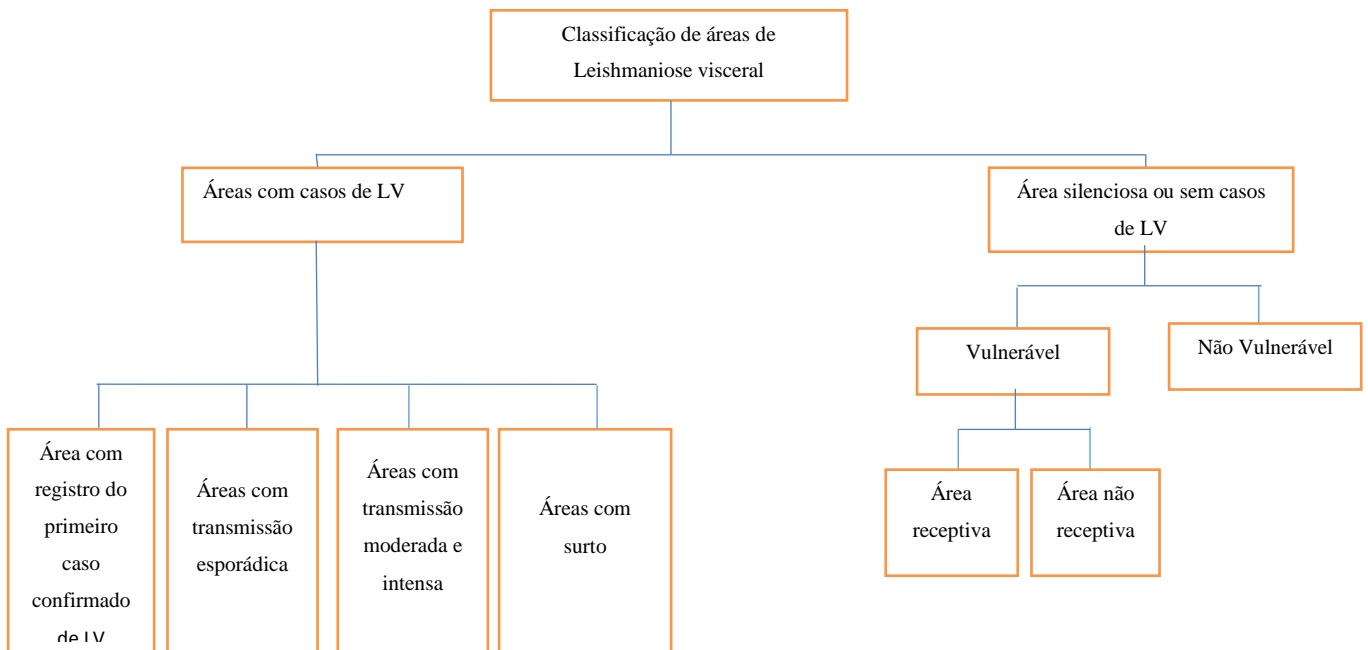 Classificação de áreas de
Leishmaniose visceral
Áreas com casos de LV
Área silenciosa ou sem casos
de LV
Vulnerável
Não Vulnerável
Área com
registro do
primeiro
caso
confirmado
de LV
Áreas com
transmissão
esporádica
Áreas com
transmissão
moderada e
intensa
Áreas com
surto
Área
receptiva
Área não
receptiva